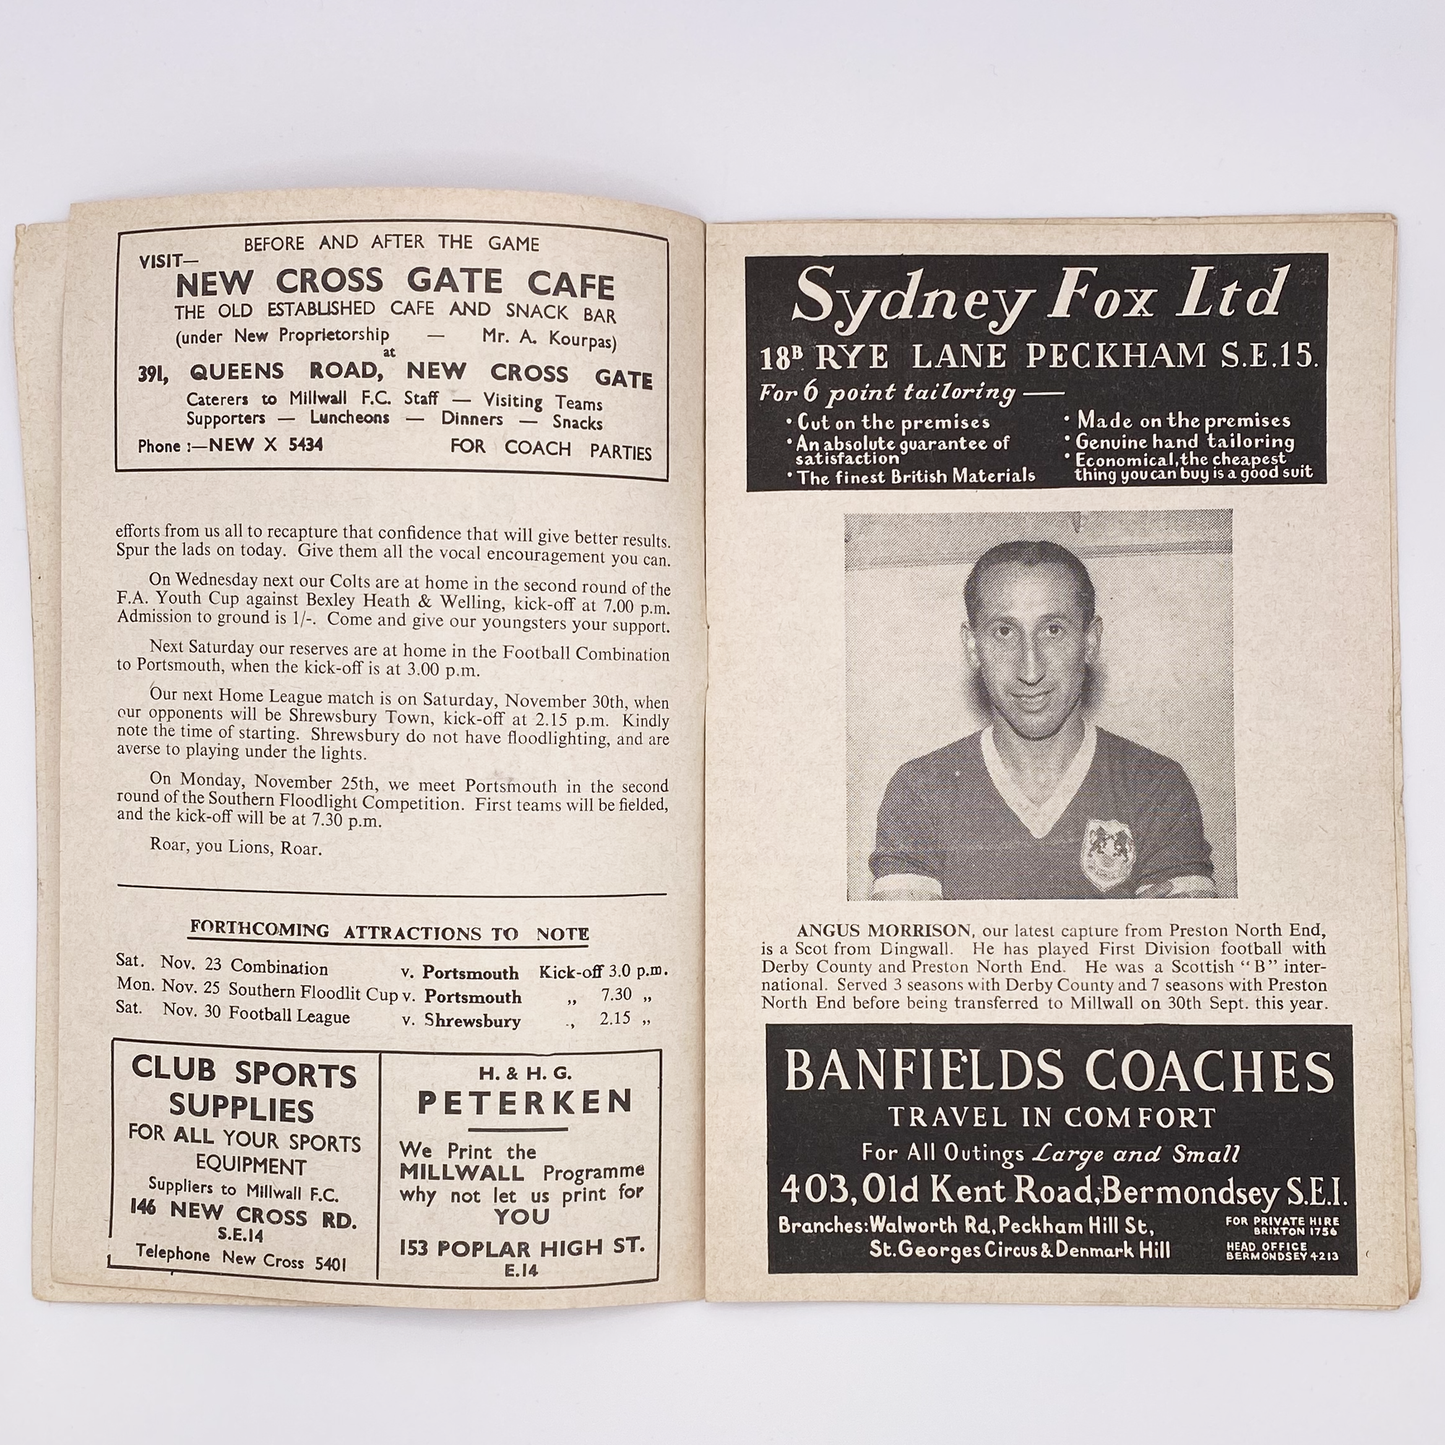 BEFORE AND AFTER THE GAME
VISIT—
NEW CROSS GATE CAFE
THE OLD ESTABLISHED CAFE AND SNACK BAR
(under New Proprietorship — Mr. A. Kourpas)
at
391, QUEENS ROAD, NEW CROSS GATE
Caterers to Millwall F.C. Staff — Visiting Teams
Supporters — Luncheons — Dinners — Snacks
Phone :—NEW X 5434 FOR COACH PARTIES
efforts from us all to recapture that confidence that will give better results.
Spur the lads on today. Give them all the vocal encouragement you can.
On Wednesday next our Colts are at home in the second round of the
F.A. Youth Cup against Bexley Heath & Welling, kick-off at 7.00 p.m.
Admission to ground is 1/-. Come and give our youngsters your support.
Next Saturday our reserves are at home in the Football Combination
to Portsmouth, when the kick-off is at 3.00 p.m.
Our next Home League match is on Saturday, November 30th, when
our opponents will be Shrewsbury Town, kick-off at 2.15 p.m. Kindly
note the time of starting. Shrewsbury do not have floodlighting, and are
averse to playing under the lights.
On Monday, November 25th, we meet Portsmouth in the second
round of the Southern Floodlight Competition. First teams will be fielded,
and the kick-off will be at 7.30 p.m.
Roar, you Lions, Roar.
FORTHCOMING ATTRACTIONS TO NOTE
Sat. Nov. 23 Combination v. Portsmouth Kick-off 3.0 p.m.
Mon. Nov. 25 Southern Floodlit Cup v. Portsmouth ,, 7.30 ,,
Sat. Nov. 30 Football League v. Shrewsbury ,, 2.15 ,,
CLUB SPORTS
SUPPLIES
FOR ALL YOUR SPORTS
EQUIPMENT
Suppliers to Millwall F.C.
146 NEW CROSS RD.
S.E.14
Telephone New Cross 5401
H. & H. G.
PETERKEN
We Print the
MILLWALL Programme
why not let us print for
YOU
153 POPLAR HIGH ST.
E.14
Sydney Fox Ltd
18B RYE LANE PECKHAM S.E.15.
For 6 point tailoring —
• Cut on the premises
• An absolute guarantee of
satisfaction
• The finest British Materials
• Made on the premises
• Genuine hand tailoring
• Economical, the cheapest
thing you can buy is a good suit
ANGUS MORRISON, our latest capture from Preston North End,
is a Scot from Dingwall. He has played First Division football with
Derby County and Preston North End. He was a Scottish "B" inter-
national. Served 3 seasons with Derby County and 7 seasons with Preston
North End before being transferred to Millwall on 30th Sept. this year.
BANFIELDS COACHES
TRAVEL IN COMFORT
For All Outings Large and Small
403, Old Kent Road, Bermondsey S.E.I.
Branches: Walworth Rd, Peckham Hill St,
St. Georges Circus & Denmark Hill
FOR PRIVATE HIRE
BRIXTON 1756
HEAD OFFICE
BERMONDSEY 4213